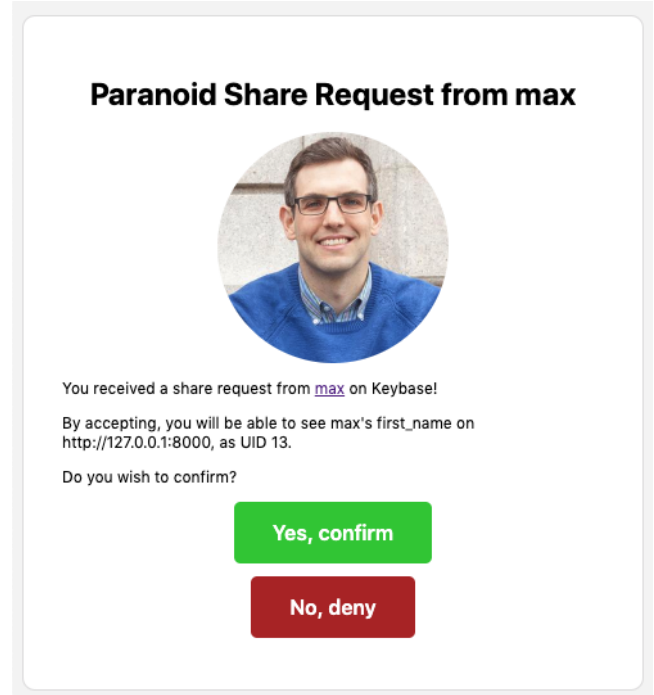 Paranoid Share Request from max
You received a share request from max on Keybase!
By accepting, you will be able to see max's first_name on
http://127.0.0.1:8000, as UID 13.
Do you wish to confirm?
Yes, confirm
No, deny